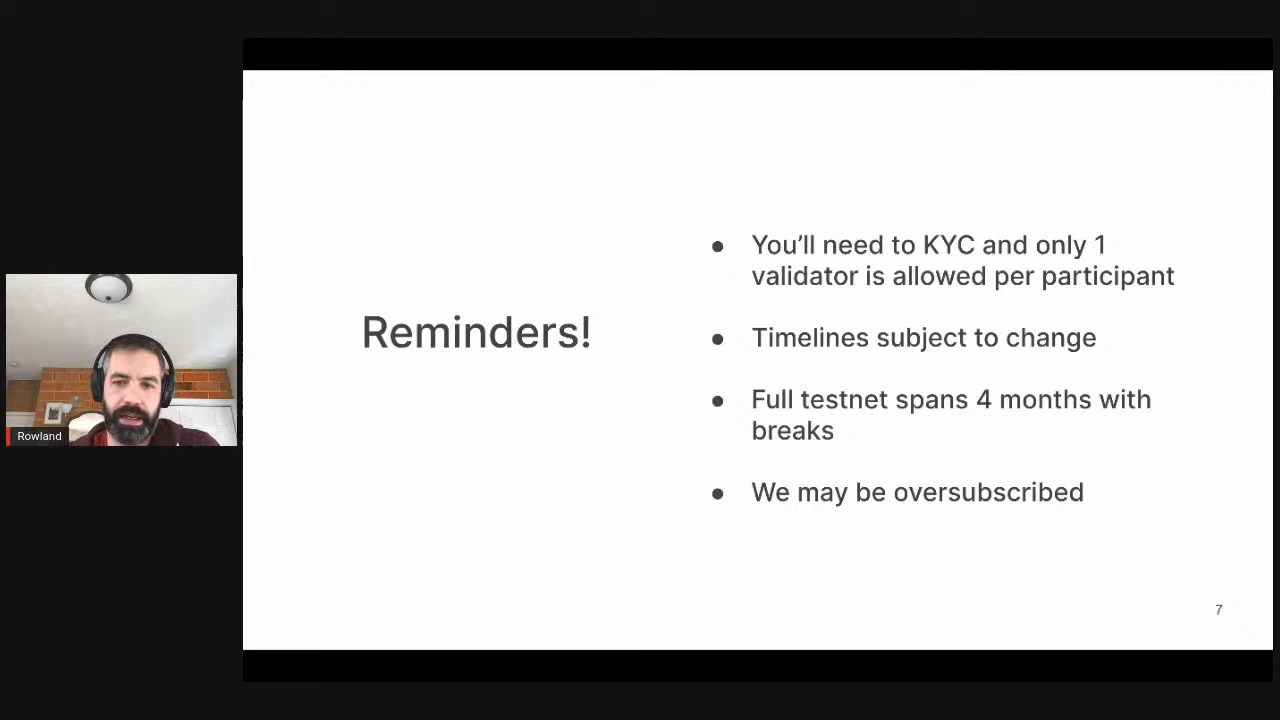 Rowland
Reminders!
● You'll need to KYC and only 1
validator is allowed per participant
● Timelines subject to change
● Full testnet spans 4 months with
breaks
● We may be oversubscribed
7